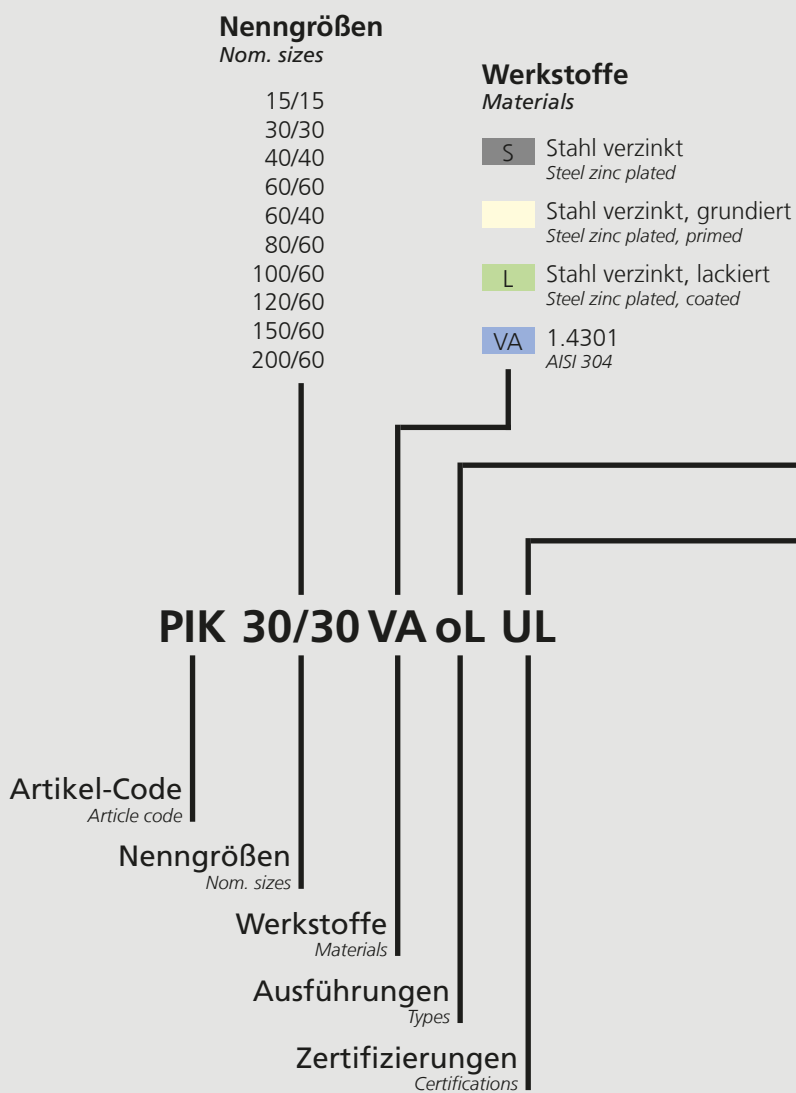 Nenngrößen
Nom. sizes
15/15
30/30
40/40
60/60
60/40
80/60
100/60
120/60
150/60
200/60
Werkstoffe
Materials
S Stahl verzinkt
Steel zinc plated
Stahl verzinkt, grundiert
Steel zinc plated, primed
L Stahl verzinkt, lackiert
Steel zinc plated, coated
VA 1.4301
AISI 304
PIK 30/30 VA oL UL
Artikel-Code
Article code
Nenngrößen
Nom. sizes
Werkstoffe
Materials
Ausführungen
Types
Zertifizierungen
Certifications